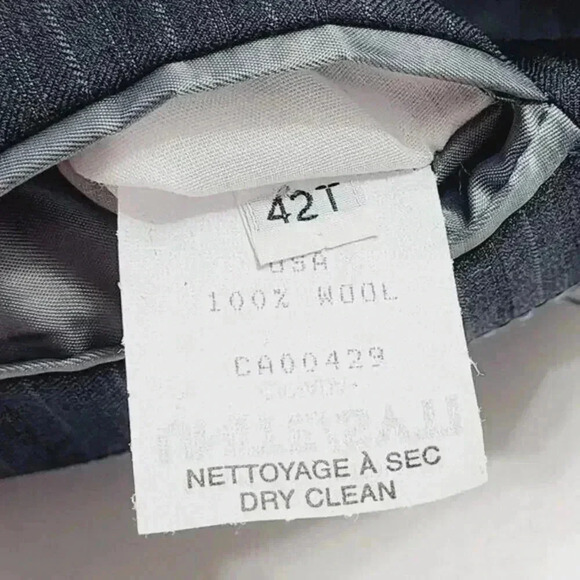 42T
USA
100% WOOL
CA00429
NETTOYAGE À SEC
DRY CLEAN